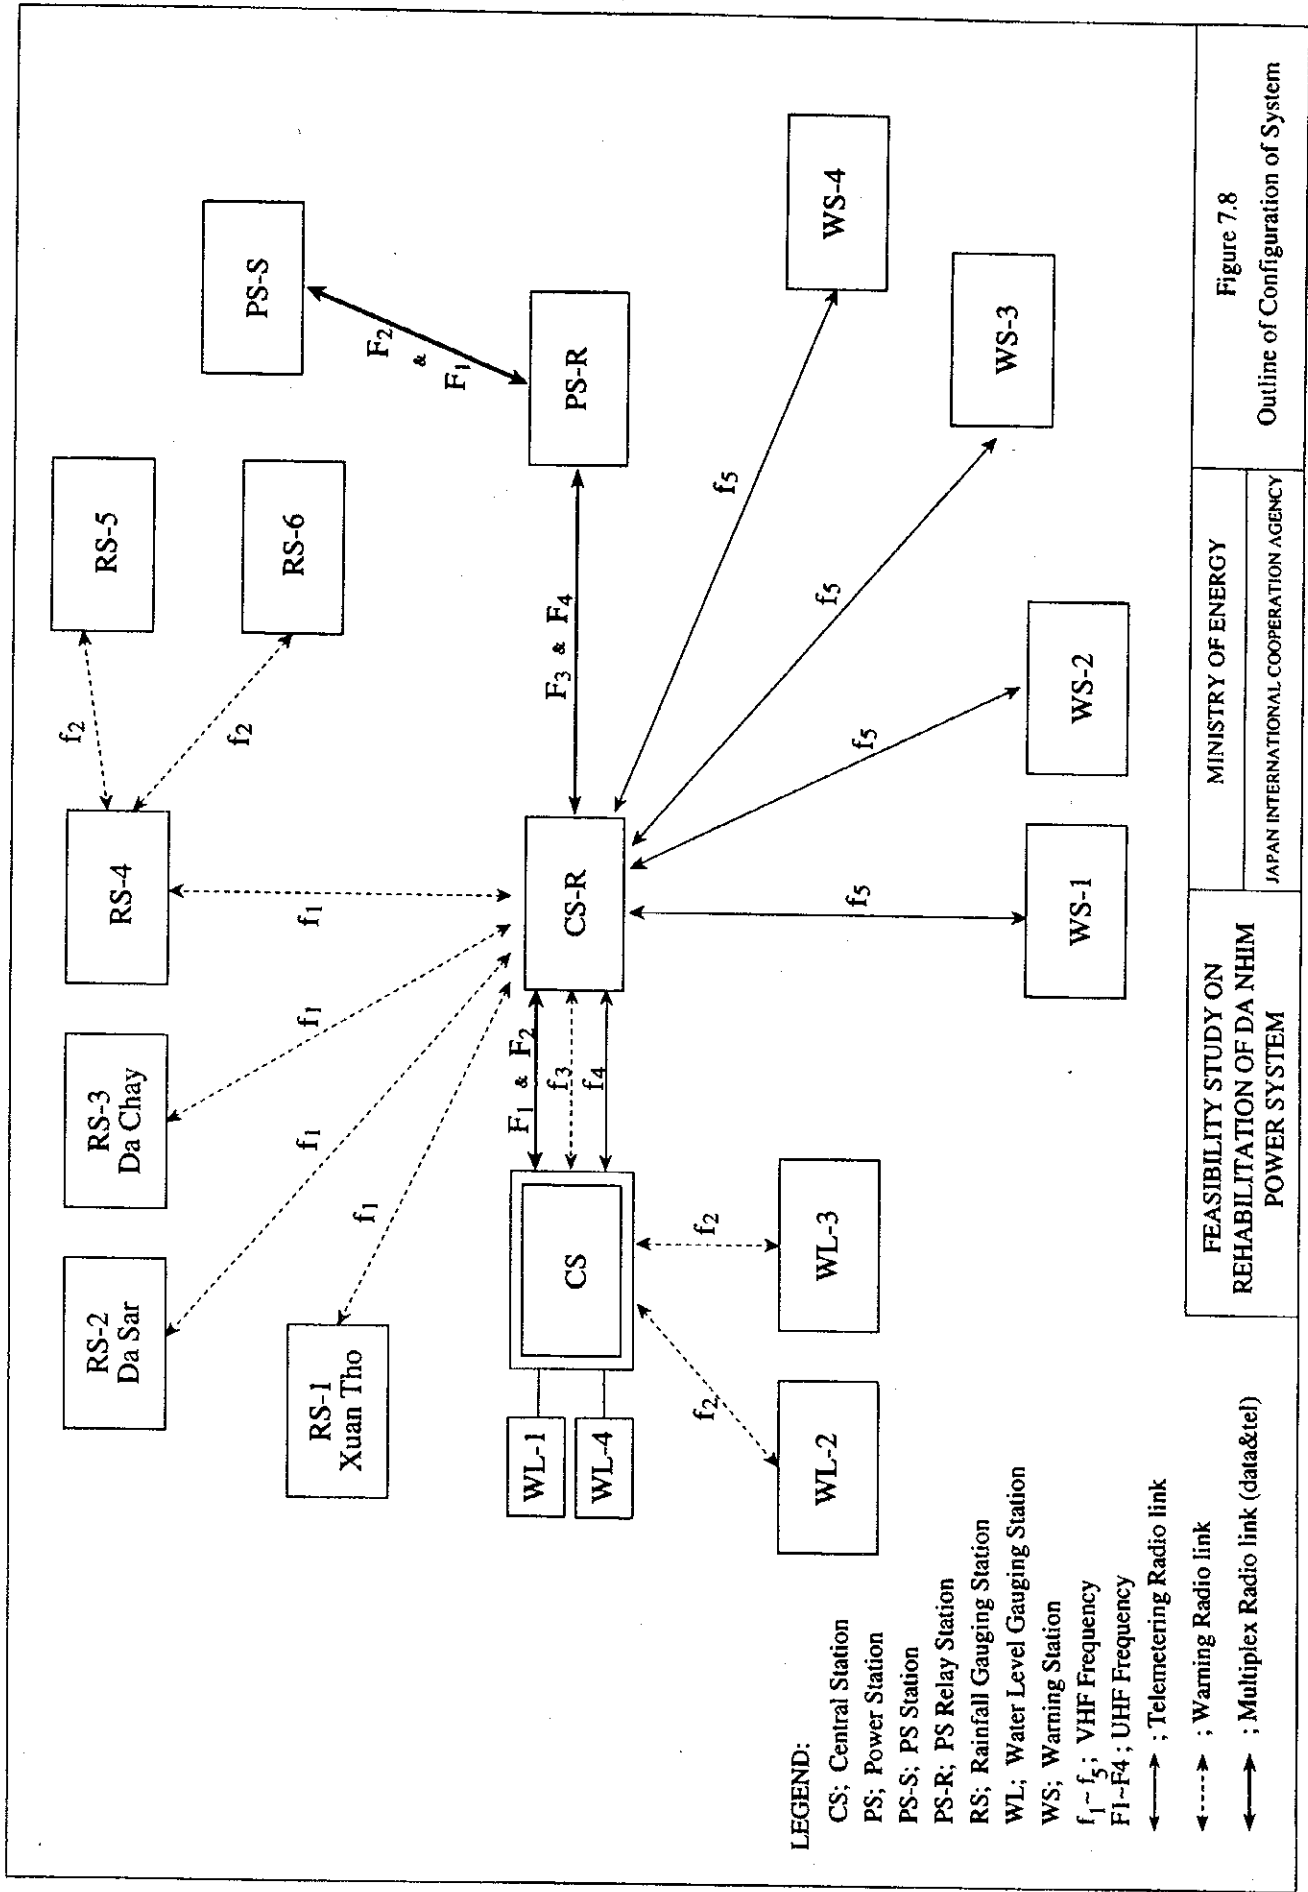 RS-5
f2
RS-6
f2
RS-4
f1
RS-3
Da Chay
f1
RS-2
Da Sar
f1
RS-1
Xuan Tho
f1
PS-S
F2
&
F1
PS-R
F3 & F4
CS-R
F1 & F2
f3
f4
CS
WL-1
WL-4
f2
WL-3
f2
WL-2
WS-4
f5
WS-3
f5
WS-2
f5
WS-1
f5
LEGEND:
CS; Central Station
PS; Power Station
PS-S; PS Station
PS-R; PS Relay Station
RS; Rainfall Gauging Station
WL; Water Level Gauging Station
WS; Warning Station
f1~f5; VHF Frequency
F1~F4; UHF Frequency
; Telemetering Radio link
; Warning Radio link
; Multiplex Radio link (data&tel)
FEASIBILITY STUDY ON
REHABILITATION OF DA NHIM
POWER SYSTEM
MINISTRY OF ENERGY
JAPAN INTERNATIONAL COOPERATION AGENCY
Figure 7.8
Outline of Configuration of System